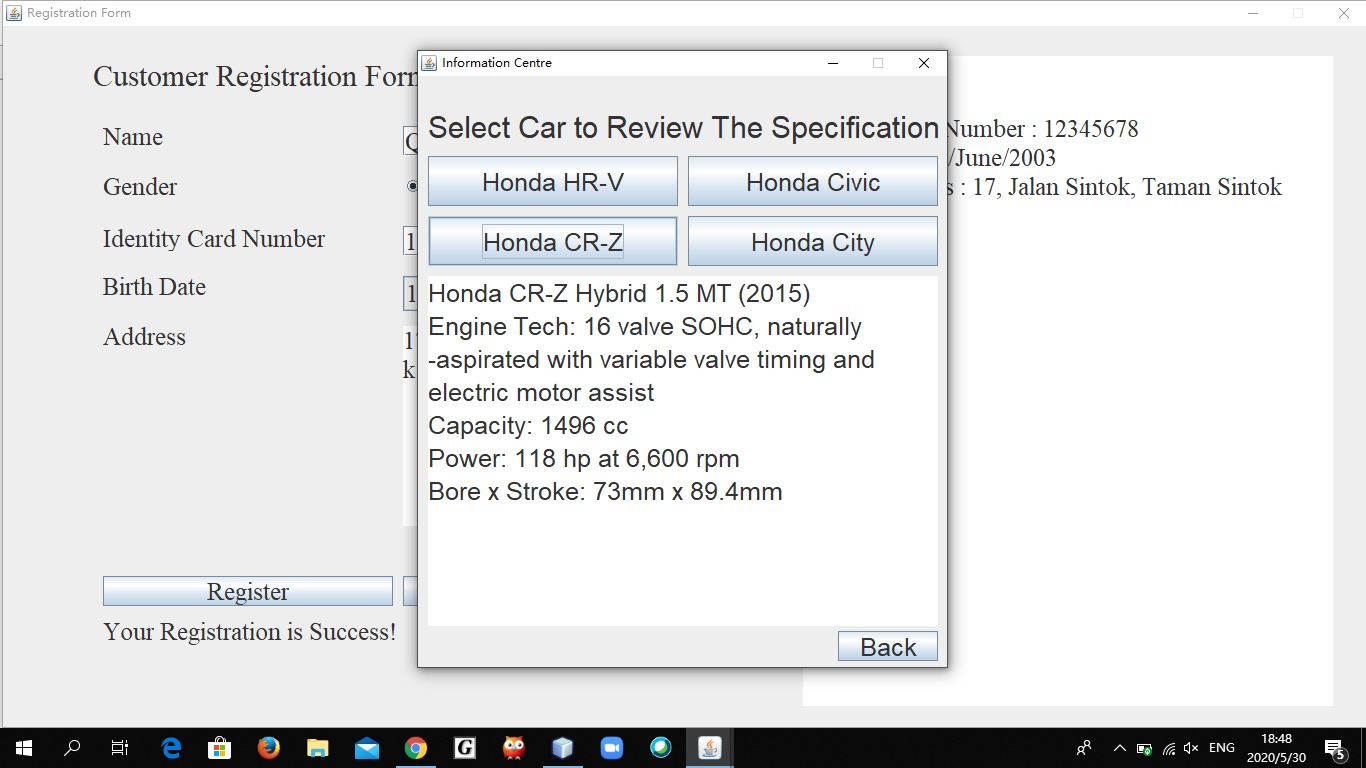 Registration Form
Customer Registration Form
Name
Gender
Identity Card Number
Birth Date
Address
Register
Your Registration is Success!
Information Centre
Select Car to Review The Specification
Honda HR-V
Honda Civic
Honda CR-Z
Honda City
Honda CR-Z Hybrid 1.5 MT (2015)
Engine Tech: 16 valve SOHC, naturally
-aspirated with variable valve timing and
electric motor assist
Capacity: 1496 cc
Power: 118 hp at 6,600 rpm
Bore x Stroke: 73mm x 89.4mm
Back
Number : 12345678
/June/2003
s : 17, Jalan Sintok, Taman Sintok
ENG
18:48
2020/5/30
5